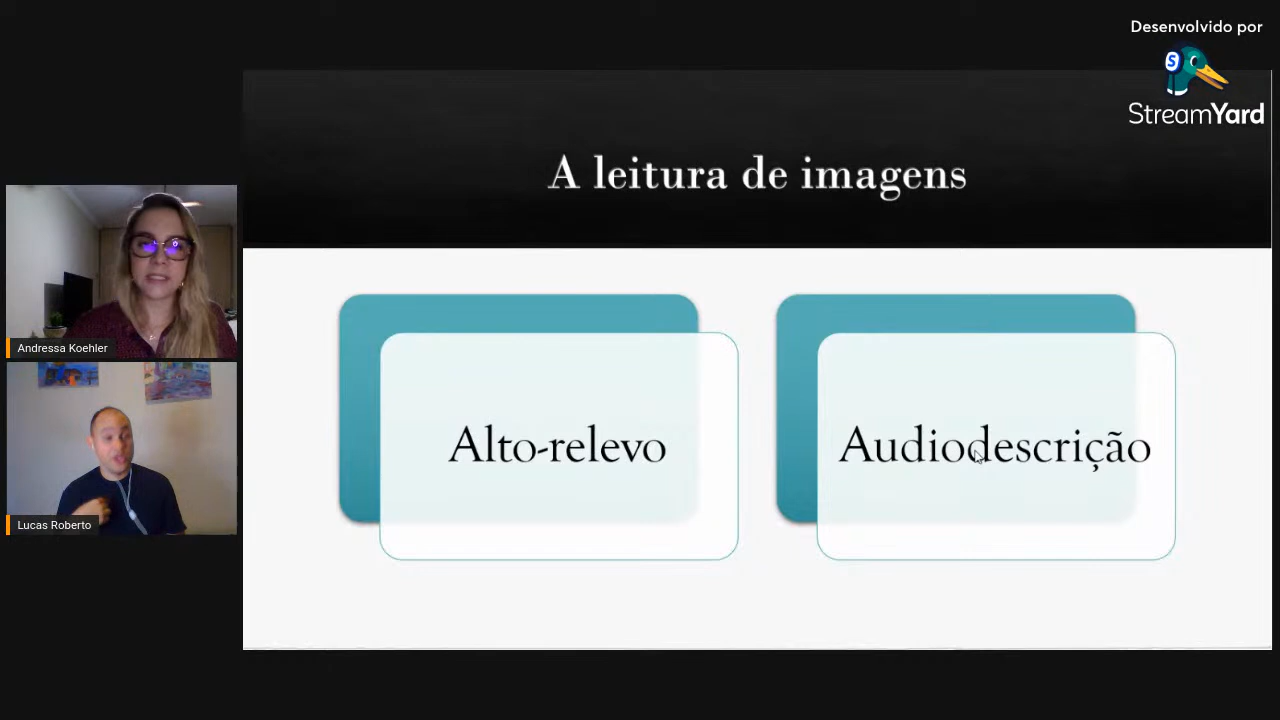 Desenvolvido por
StreamYard
A leitura de imagens
Andressa Koehler
Lucas Roberto
Alto-relevo
Audiodescrição